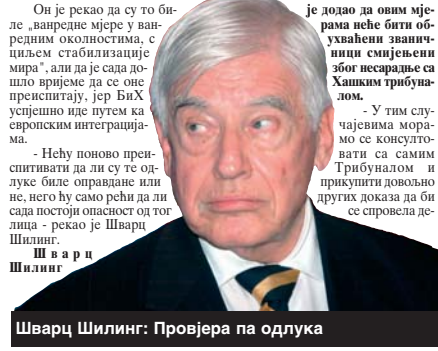 Он је рекао да су то би-
ле „ванредне мјере у ван-
редним околностима, с
циљем стабилизације
мира", али да је сада до-
шло вријеме да се оне
преиспитају, јер БиХ
успјешно иде путем ка
европским интеграција-
ма.
- Нећу поново преи-
спитивати да ли су те од-
луке биле оправдане или
не, него ћу само рећи да ли
сада постоји опасност од тог
лица - рекао је Шварц
Шилинг.
Шварц
Шилинг
је додао да овим мје-
рама неће бити об-
ухваћени званич-
ници смијењени
због несарадње са
Хашким трибуна-
лом.
- У тим слу-
чајевима мора-
мо се консулто-
вати са самим
Трибуналом и
прикупити довољно
других доказа да би
се спровела де-
Шварц Шилинг: Провјера па одлука